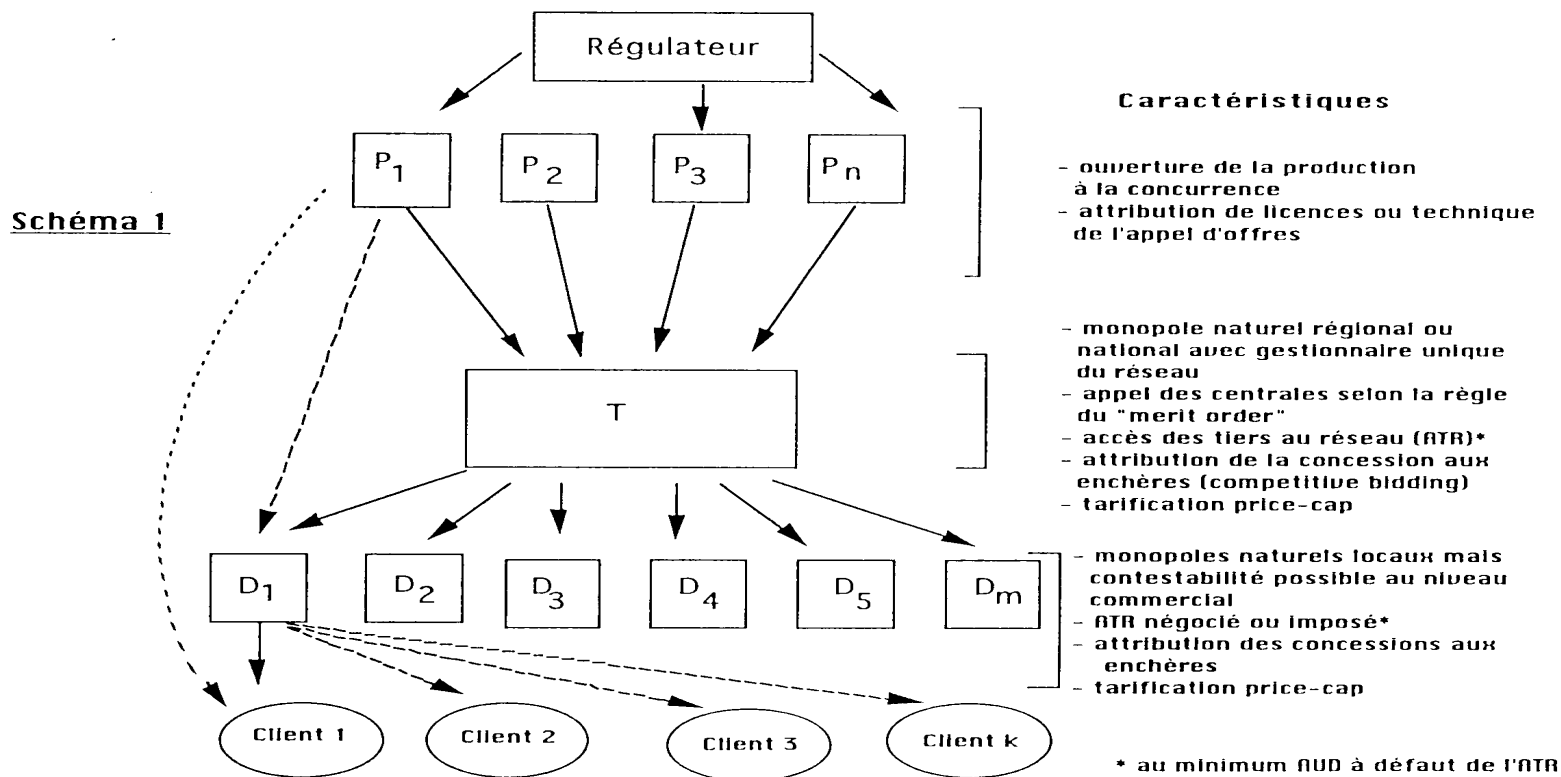 Régulateur
Caractéristiques
P1
P2
P3
Pn
- ouverture de la production
à la concurrence
- attribution de licences ou technique
de l'appel d'offres
Schéma 1
- monopole naturel régional ou
national avec gestionnaire unique
du réseau
- appel des centrales selon la règle
du "merit order"
- accès des tiers au réseau (ATR)*
- attribution de la concession aux
enchères (competitive bidding)
- tarification price-cap
T
D1
D2
D3
D4
D5
Dm
- monopoles naturels locaux mais
contestabilité possible au niveau
commercial
- ATR négocié ou imposé*
- attribution des concessions aux
enchères
- tarification price-cap
Client 1
Client 2
Client 3
Client k
* au minimum AUD à défaut de l'ATR